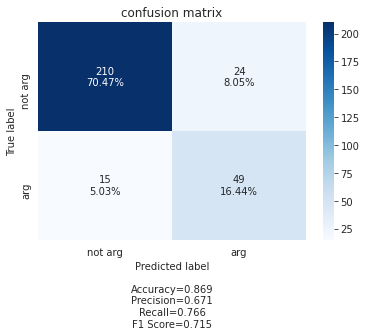 confusion matrix
200
210
70.47%
24
8.05%
175
not arg
150
125
True label
100
15
5.03%
49
16.44%
75
arg
50
25
not arg
arg
Predicted label
Accuracy=0.869
Precision=0.671
Recall=0.766
F1 Score=0.715